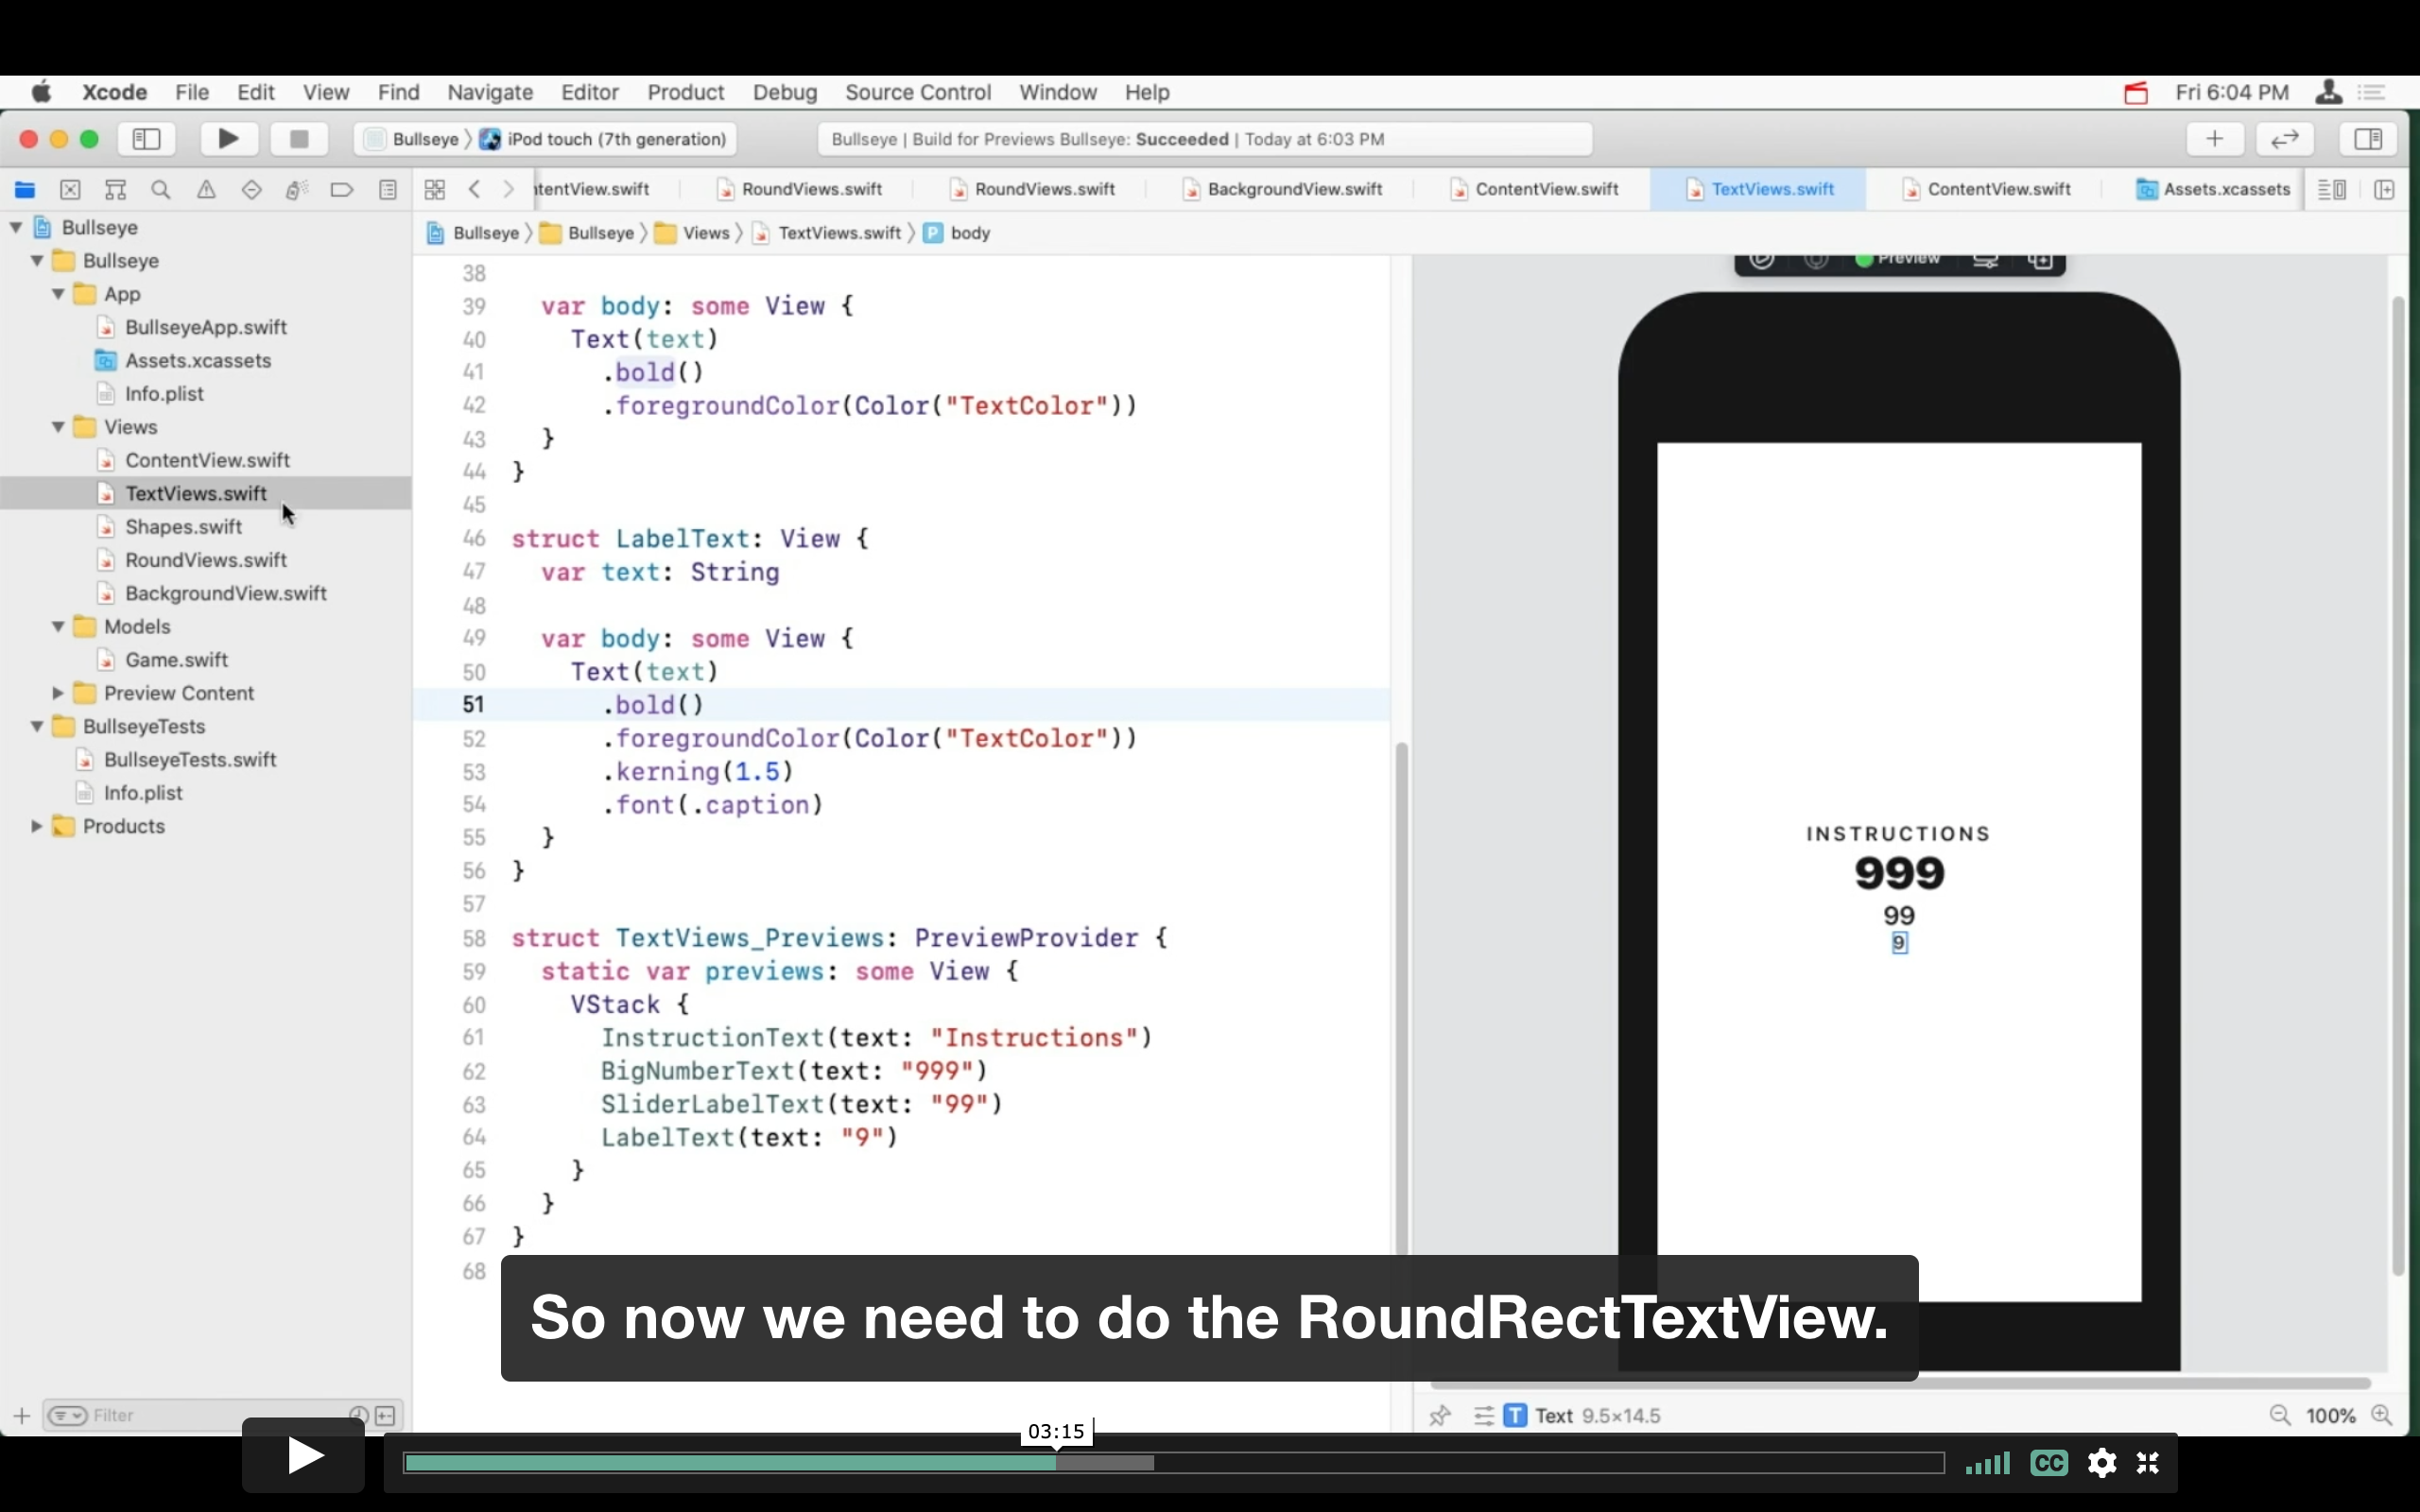 Xcode File Edit View Find Navigate Editor Product Debug Source Control Window Help Fri 6:04 PM
Bullseye iPod touch (7th generation) Bullseye | Build for Previews Bullseye: Succeeded | Today at 6:03 PM
ntentView.swift RoundViews.swift RoundViews.swift BackgroundView.swift ContentView.swift TextViews.swift ContentView.swift Assets.xcassets
Bullseye Bullseye Views TextViews.swift P body
Bullseye
Bullseye
App
BullseyeApp.swift
Assets.xcassets
Info.plist
Views
ContentView.swift
TextViews.swift
Shapes.swift
RoundViews.swift
BackgroundView.swift
Models
Game.swift
Preview Content
BullseyeTests
BullseyeTests.swift
Info.plist
Products
Filter
38
39 var body: some View {
40 Text(text)
41 .bold()
42 .foregroundColor(Color("TextColor"))
43 }
44 }
45
46 struct LabelText: View {
47 var text: String
48
49 var body: some View {
50 Text(text)
51 .bold()
52 .foregroundColor(Color("TextColor"))
53 .kerning(1.5)
54 .font(.caption)
55 }
56 }
57
58 struct TextViews_Previews: PreviewProvider {
59 static var previews: some View {
60 VStack {
61 InstructionText(text: "Instructions")
62 BigNumberText(text: "999")
63 SliderLabelText(text: "99")
64 LabelText(text: "9")
65 }
66 }
67 }
68
Preview
INSTRUCTIONS
999
99
9
So now we need to do the RoundRectTextView.
T Text 9.5×14.5 100%
03:15
CC